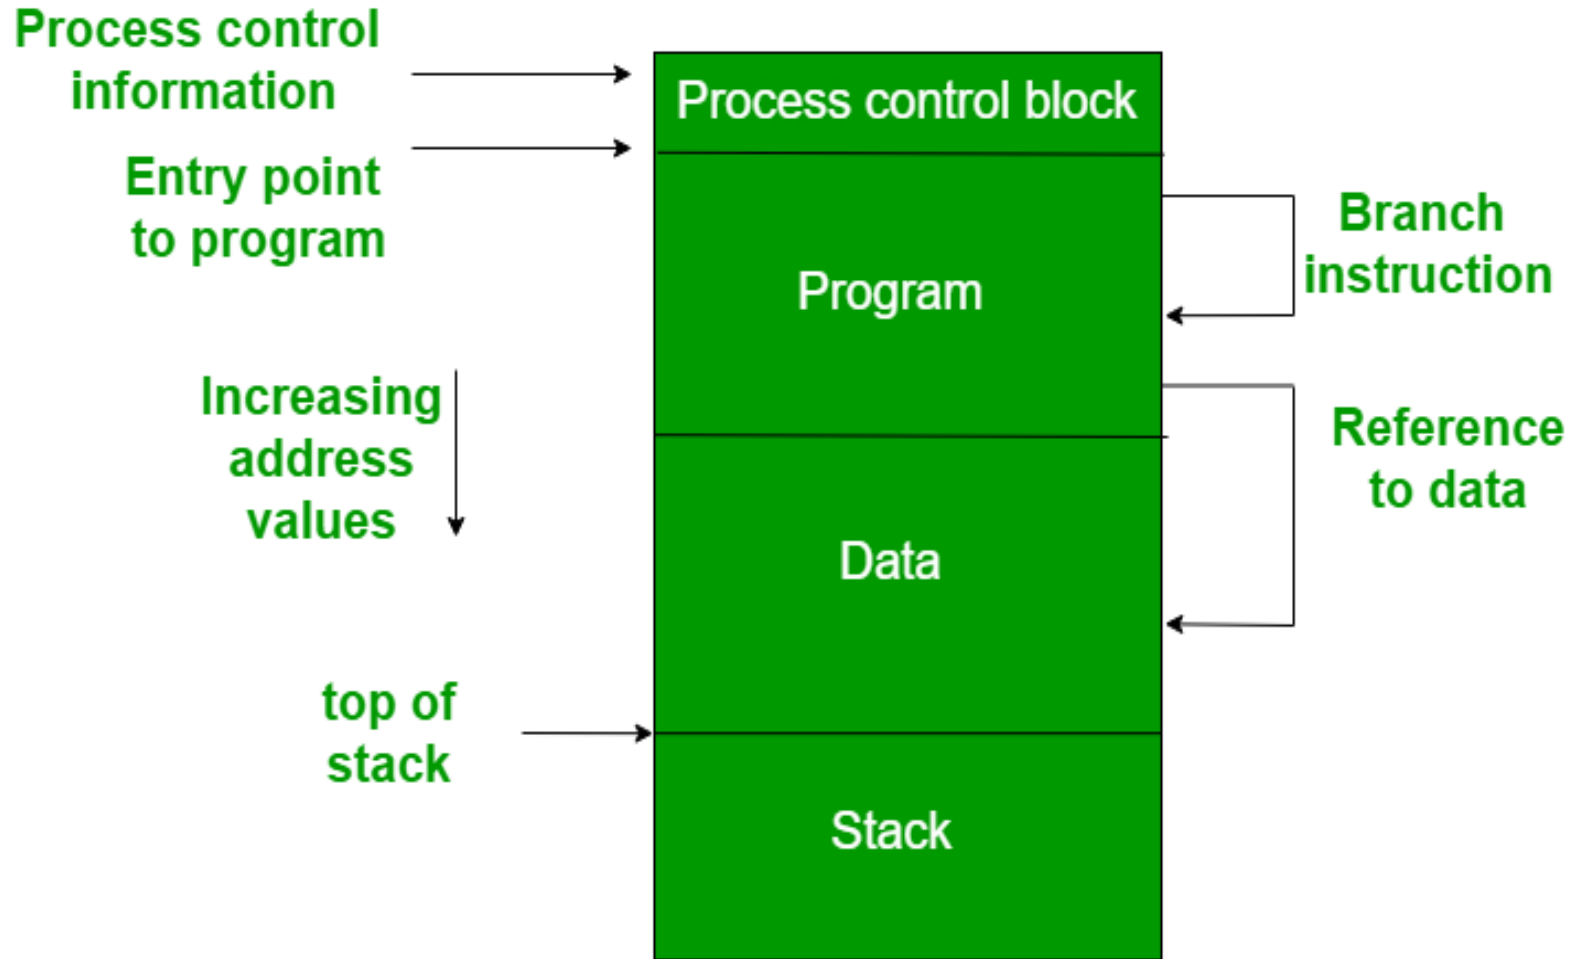 Process control
information
Process control block
Entry point
to program
Branch
instruction
Program
Increasing
address
values
Reference
to data
Data
top of
stack
Stack